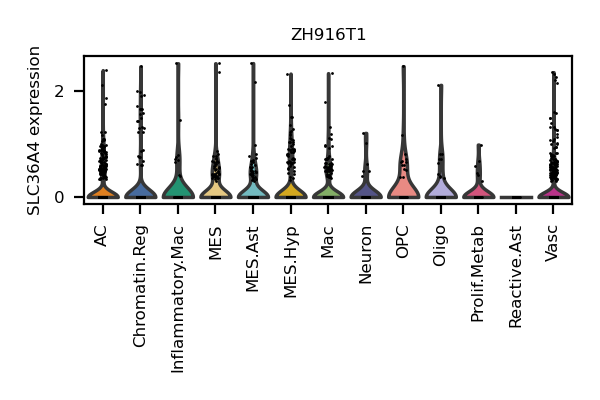 ZH916T1
SLC36A4 expression
2
0
AC
Chromatin.Reg
Inflammatory.Mac
MES
MES.Ast
MES.Hyp
Mac
Neuron
OPC
Oligo
Prolif.Metab
Reactive.Ast
Vasc